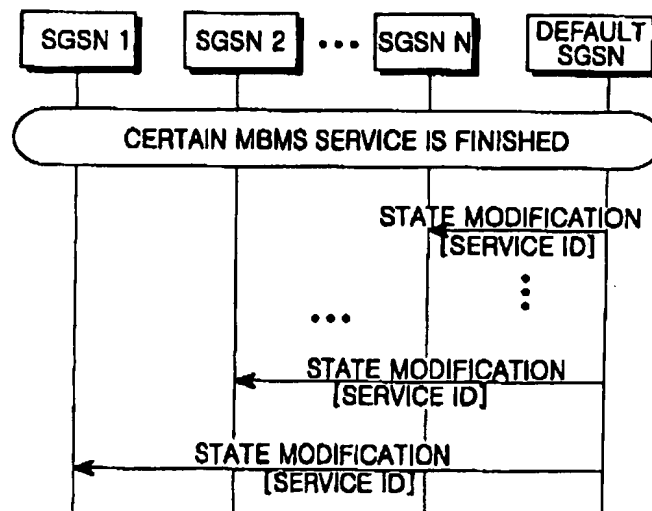 SGSN 1
SGSN 2
SGSN N
DEFAULT
SGSN
CERTAIN MBMS SERVICE IS FINISHED
STATE MODIFICATION
[SERVICE ID]
STATE MODIFICATION
[SERVICE ID]
STATE MODIFICATION
[SERVICE ID]